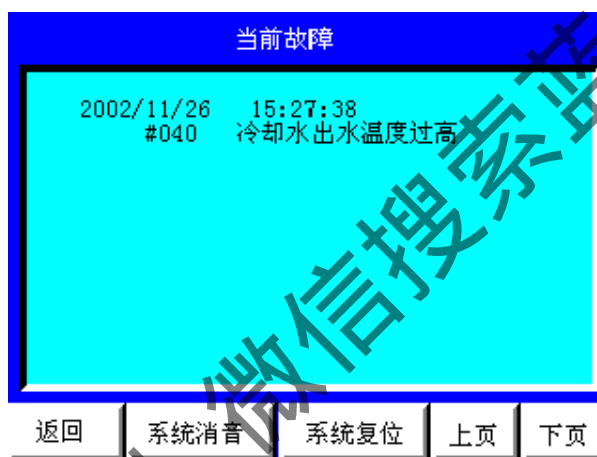 当前故障
2002/11/26 15:27:38
#040 冷却水出水温度过高
返回 系统消音 系统复位 上页 下页
微信搜索蓝